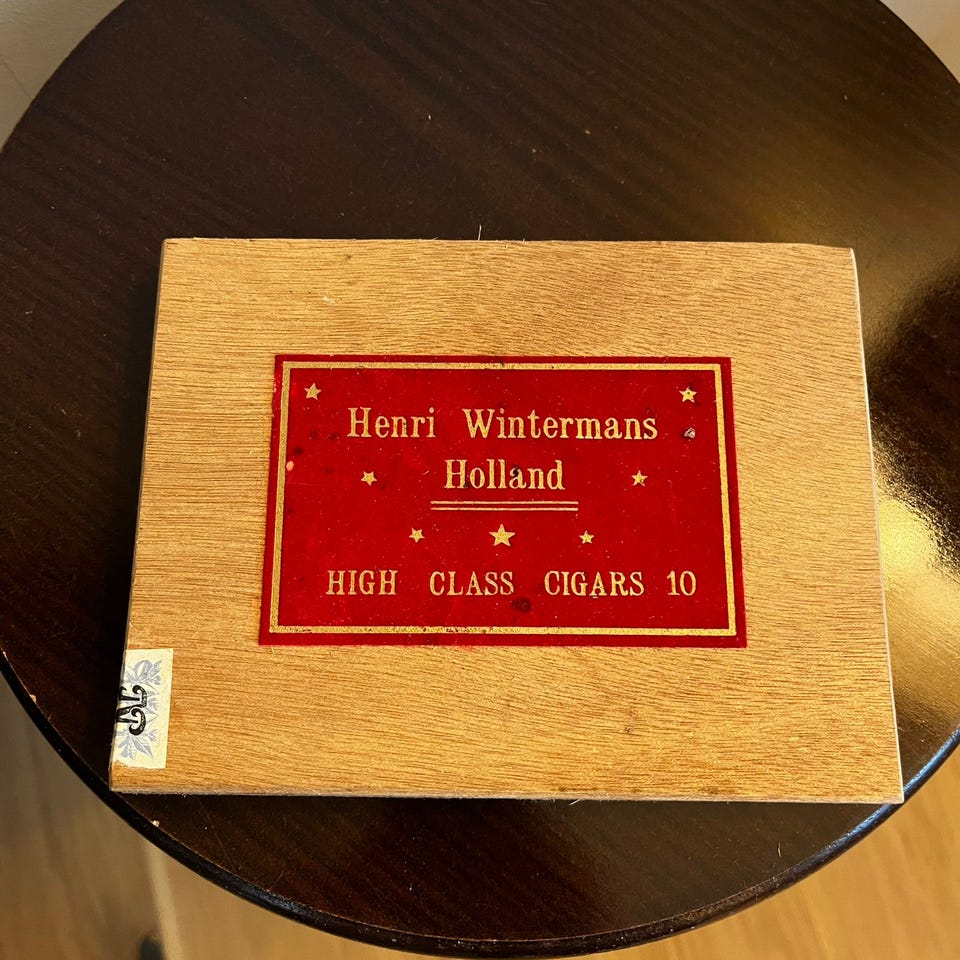 Henri Wintermans
Holland
HIGH CLASS CIGARS 10